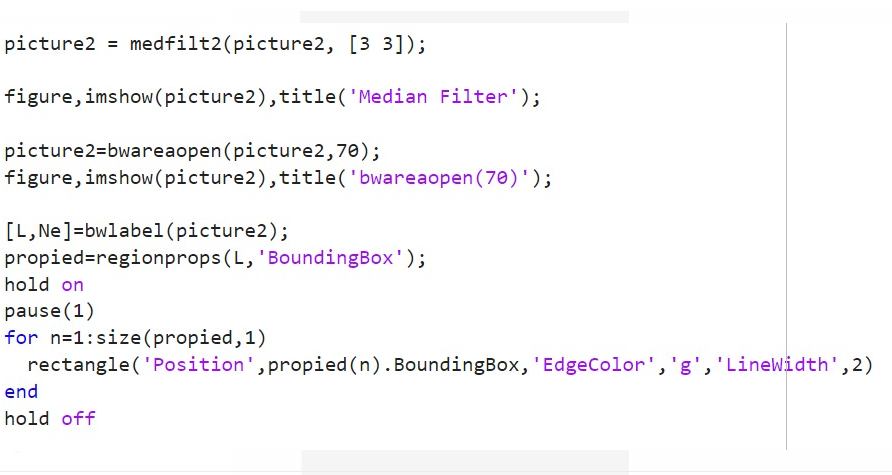 picture2 = medfilt2(picture2, [3 3]);
figure,imshow(picture2),title('Median Filter');
picture2=bwareaopen(picture2,70);
figure,imshow(picture2),title('bwareaopen(70)');
[L,Ne]=bwlabel(picture2);
propied=regionprops(L,'BoundingBox');
hold on
pause(1)
for n=1:size(propied,1)
  rectangle('Position',propied(n).BoundingBox,'EdgeColor','g','LineWidth',2)
end
hold off